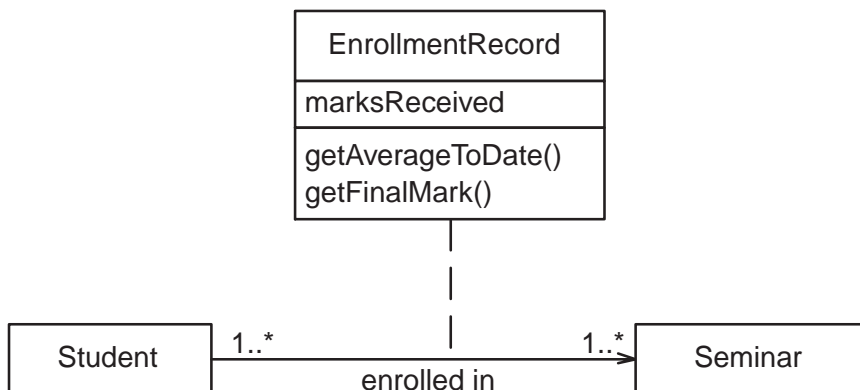 EnrollmentRecord
marksReceived
getAverageToDate()
getFinalMark()
Student
1..*
1..*
Seminar
enrolled in